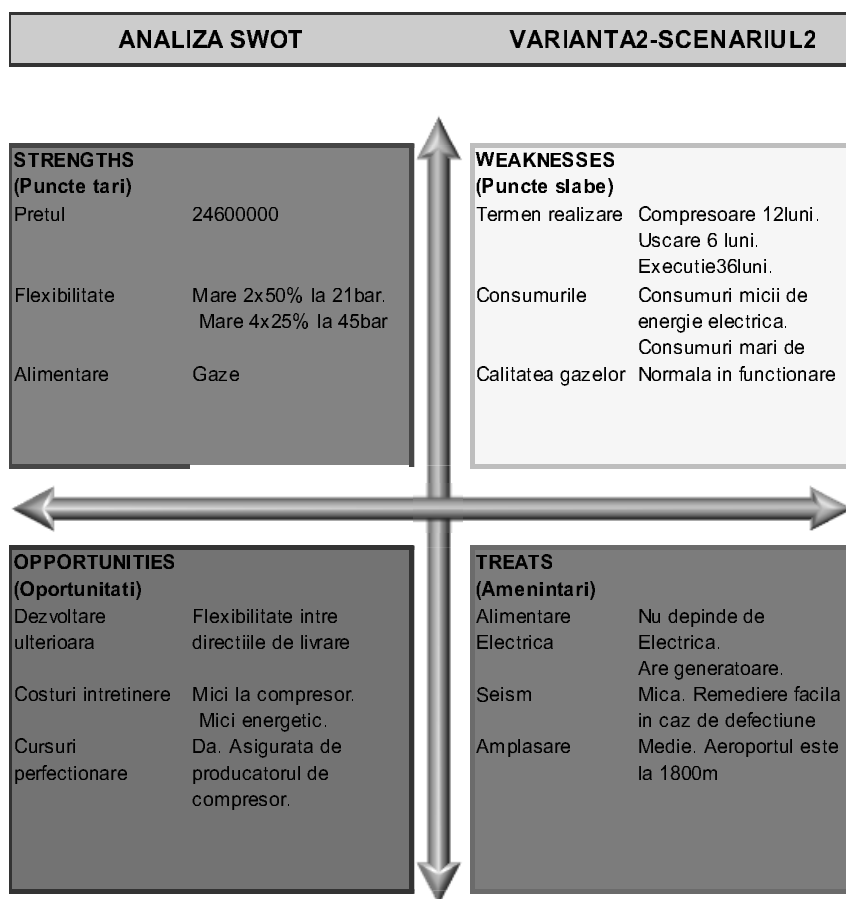 ANALIZA SWOT VARIANTA2-SCENARIUL2
STRENGTHS
(Puncte tari)
Pretul 24600000
Flexibilitate Mare 2x50% la 21bar.
Mare 4x25% la 45bar
Alimentare Gaze
WEAKNESSES
(Puncte slabe)
Termen realizare Compresoare 12luni.
Uscare 6 luni.
Executie36luni.
Consumurile Consumuri micii de
energie electrica.
Consumuri mari de
Calitatea gazelor Normala in functionare
OPPORTUNITIES
(Oportunitati)
Dezvoltare Flexibilitate intre
ulterioara directiile de livrare
Costuri intretinere Mici la compresor.
Mici energetic.
Cursuri Da. Asigurata de
perfectionare producatorul de
compresor.
TREATS
(Amenintari)
Alimentare Nu depinde de
Electrica Electrica.
Are generatoare.
Seism Mica. Remediere facila
in caz de defectiune
Amplasare Medie. Aeroportul este
la 1800m